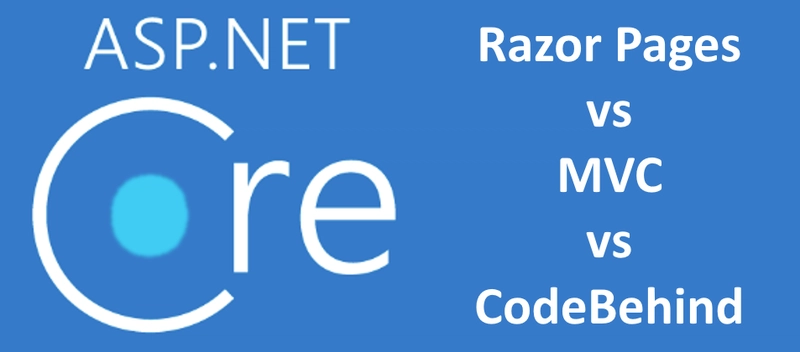 ASP.NET
Core
Razor Pages
vs
MVC
vs
CodeBehind